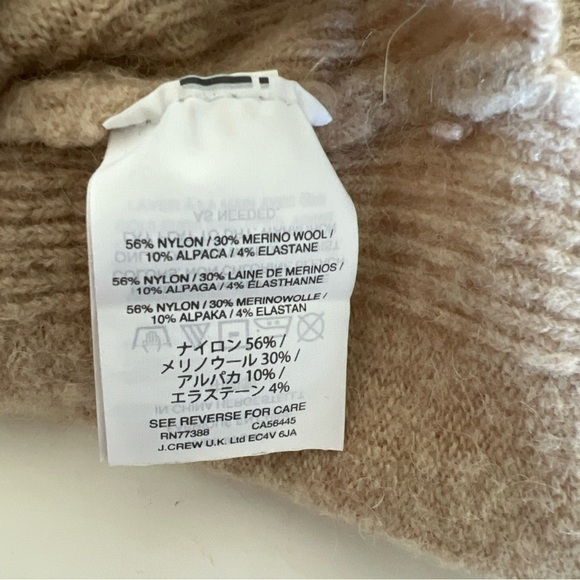 AS NEEDED.
56% NYLON / 30% MERINO WOOL /
10% ALPACA / 4% ELASTANE
56% NYLON / 30% LAINE DE MERINOS /
10% ALPAGA / 4% ÉLASTHANNE
56% NYLON / 30% MERINOWOLLE /
10% ALPAKA / 4% ELASTAN
ナイロン 56% /
メリノウール 30% /
アルパカ 10% /
エラステーン 4%
SEE REVERSE FOR CARE
RN77388 CA56445
J.CREW U.K. Ltd EC4V 6JA